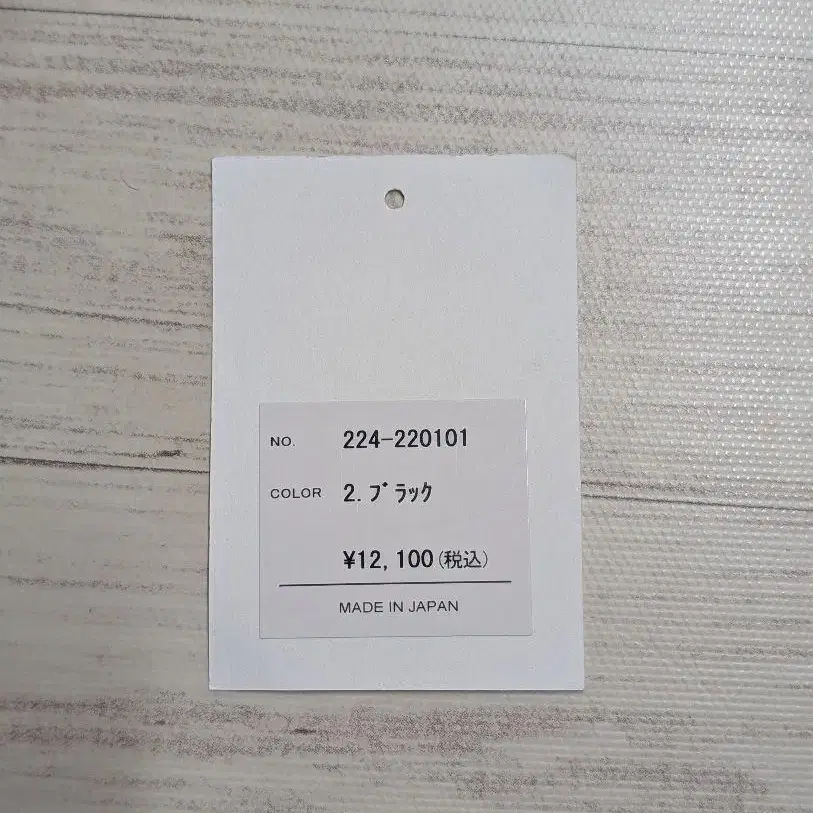 NO. 224-220101
COLOR 2.ﾌﾞﾗｯｸ
¥12,100(税込)
MADE IN JAPAN